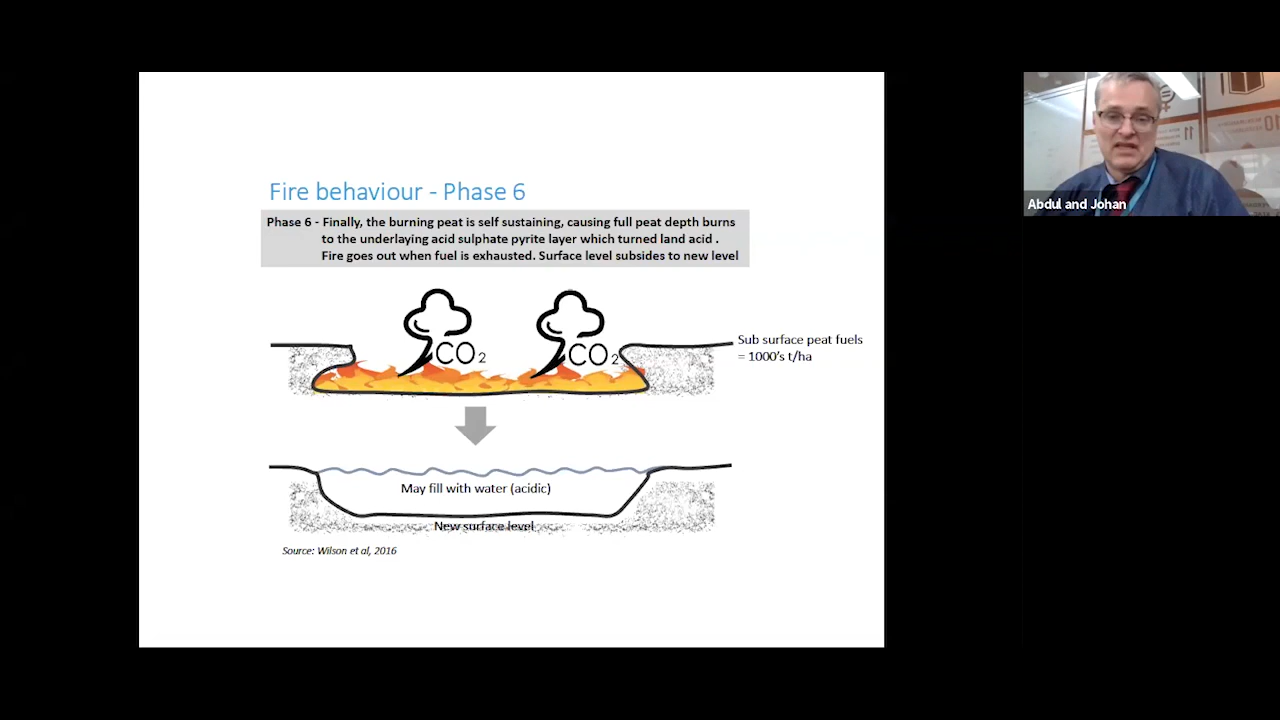 Fire behaviour - Phase 6
Phase 6 - Finally, the burning peat is self sustaining, causing full peat depth burns
to the underlaying acid sulphate pyrite layer which turned land acid .
Fire goes out when fuel is exhausted. Surface level subsides to new level
CO2 CO2
Sub surface peat fuels
= 1000's t/ha
May fill with water (acidic)
New surface level
Source: Wilson et al, 2016
11
10
Abdul and Johan